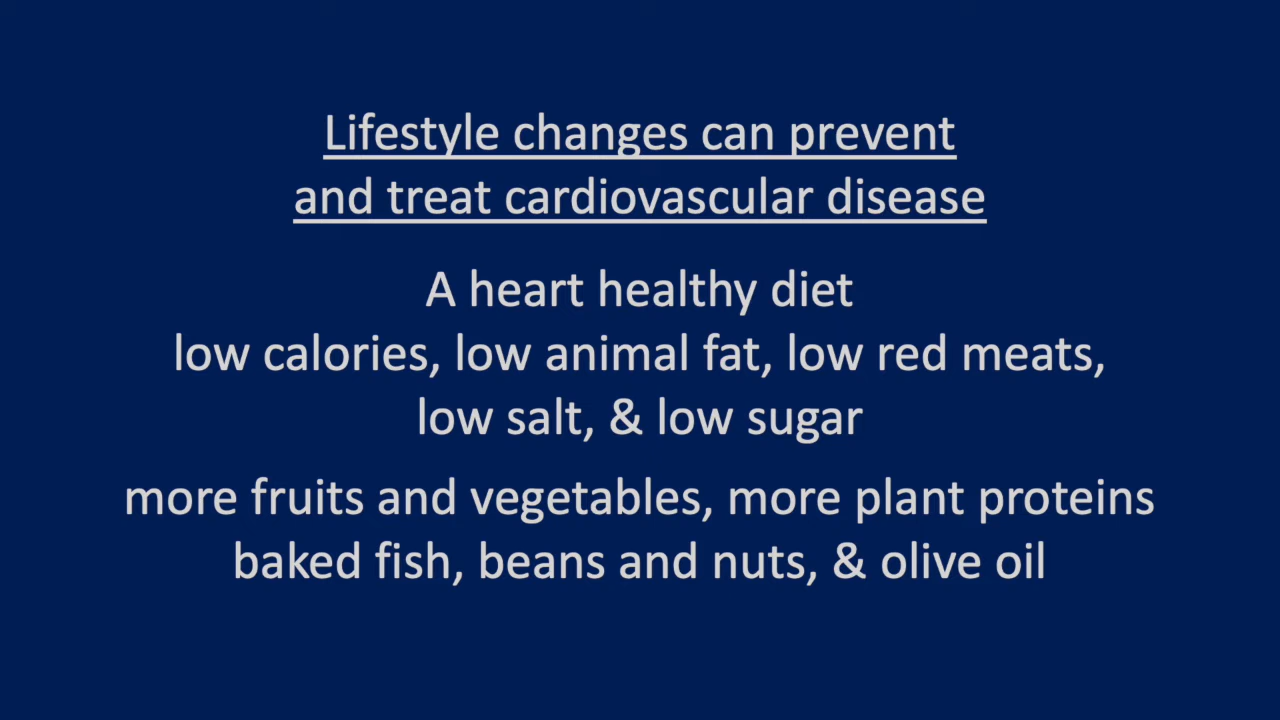 Lifestyle changes can prevent
and treat cardiovascular disease
A heart healthy diet
low calories, low animal fat, low red meats,
low salt, & low sugar
more fruits and vegetables, more plant proteins
baked fish, beans and nuts, & olive oil